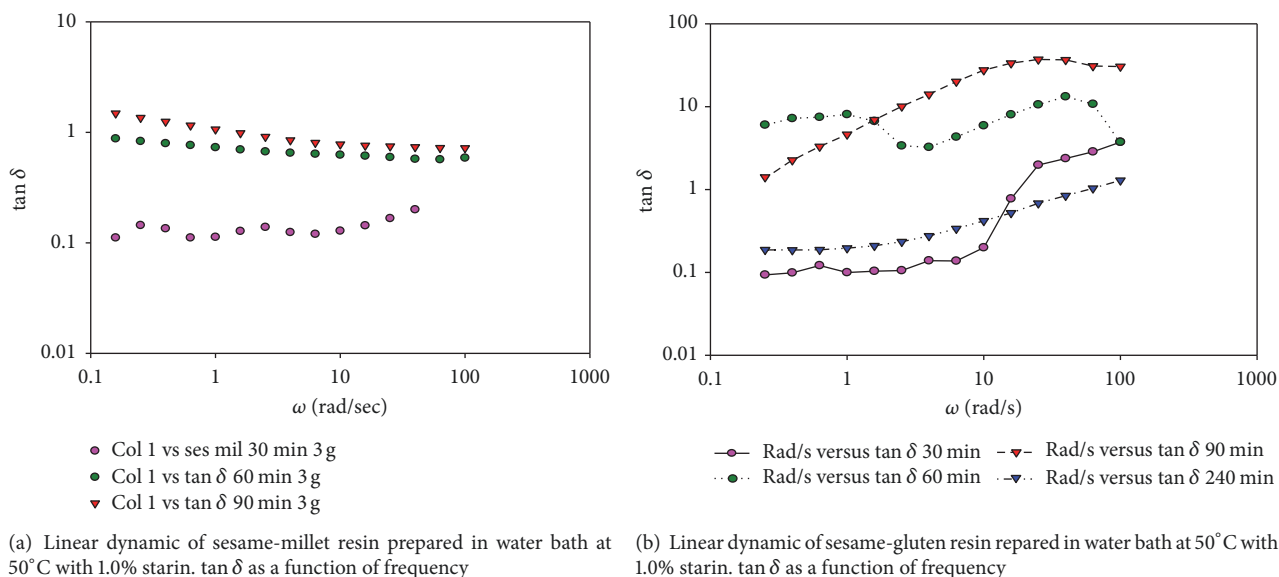 10
1
0.1
0.01
tan δ
0.1 1 10 100 1000
ω (rad/sec)
Col 1 vs ses mil 30 min 3 g
Col 1 vs tan δ 60 min 3 g
Col 1 vs tan δ 90 min 3 g
(a) Linear dynamic of sesame-millet resin prepared in water bath at
50°C with 1.0% starin. tan δ as a function of frequency
100
10
1
0.1
0.01
tan δ
0.1 1 10 100 1000
ω (rad/s)
Rad/s versus tan δ 30 min
Rad/s versus tan δ 60 min
Rad/s versus tan δ 90 min
Rad/s versus tan δ 240 min
(b) Linear dynamic of sesame-gluten resin repared in water bath at 50°C with
1.0% starin. tan δ as a function of frequency